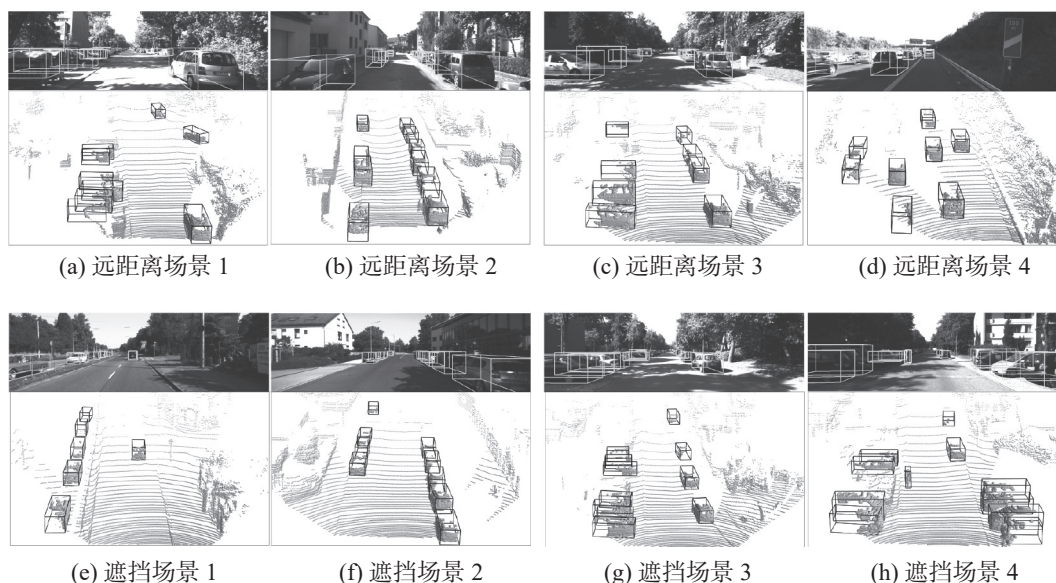 (a) 远距离场景 1
(b) 远距离场景 2
(c) 远距离场景 3
(d) 远距离场景 4
(e) 遮挡场景 1
(f) 遮挡场景 2
(g) 遮挡场景 3
(h) 遮挡场景 4